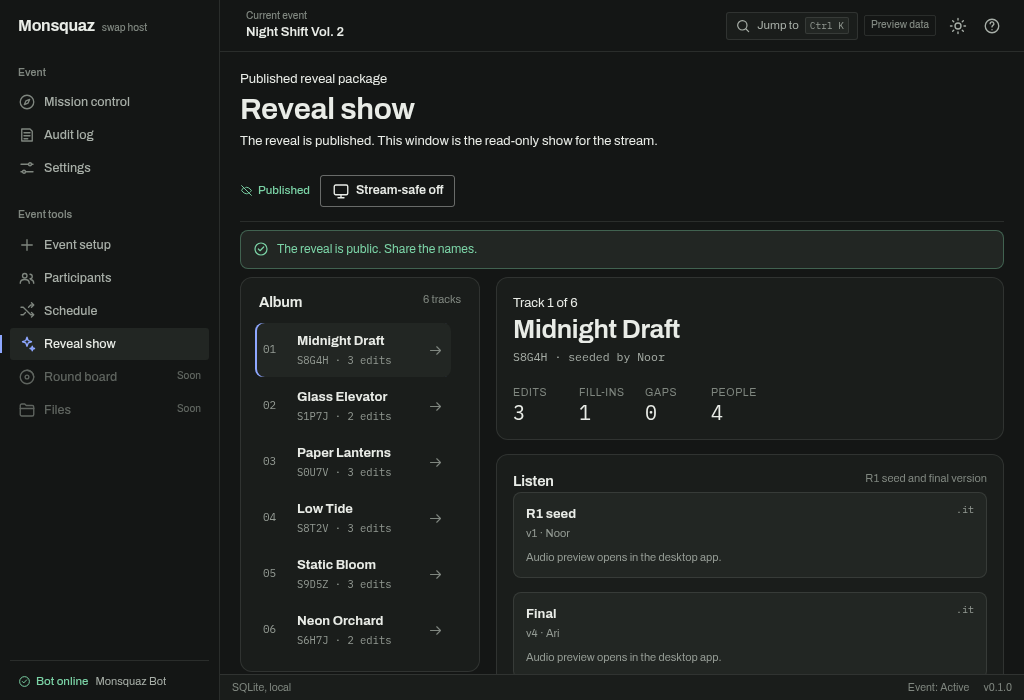 Monsquaz swap host
Event
Mission control
Audit log
Settings
Event tools
Event setup
Participants
Schedule
Reveal show
Round board Soon
Files Soon
Bot online Monsquaz Bot
Current event
Night Shift Vol. 2
Jump to Ctrl K
Preview data
Published reveal package
Reveal show
The reveal is published. This window is the read-only show for the stream.
Published
Stream-safe off
The reveal is public. Share the names.
Album 6 tracks
01 Midnight Draft
S8G4H · 3 edits
02 Glass Elevator
S1P7J · 2 edits
03 Paper Lanterns
S0U7V · 3 edits
04 Low Tide
S8T2V · 3 edits
05 Static Bloom
S9D5Z · 3 edits
06 Neon Orchard
S6H7J · 2 edits
Track 1 of 6
Midnight Draft
S8G4H · seeded by Noor
EDITS FILL-INS GAPS PEOPLE
3 1 0 4
Listen R1 seed and final version
R1 seed .it
v1 · Noor
Audio preview opens in the desktop app.
Final .it
v4 · Ari
Audio preview opens in the desktop app.
SQLite, local
Event: Active v0.1.0